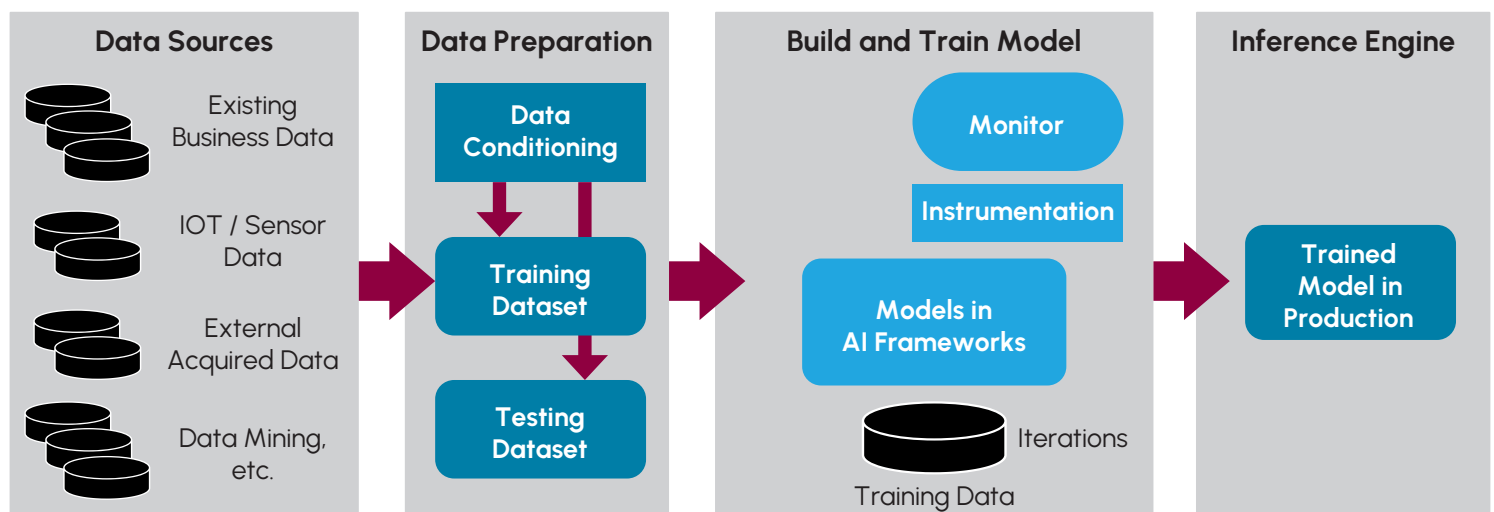 Data Sources
Existing
Business Data
IOT / Sensor
Data
External
Acquired Data
Data Mining,
etc.
Data Preparation
Data
Conditioning
Training
Dataset
Testing
Dataset
Build and Train Model
Monitor
Instrumentation
Models in
AI Frameworks
Iterations
Training Data
Inference Engine
Trained
Model in
Production